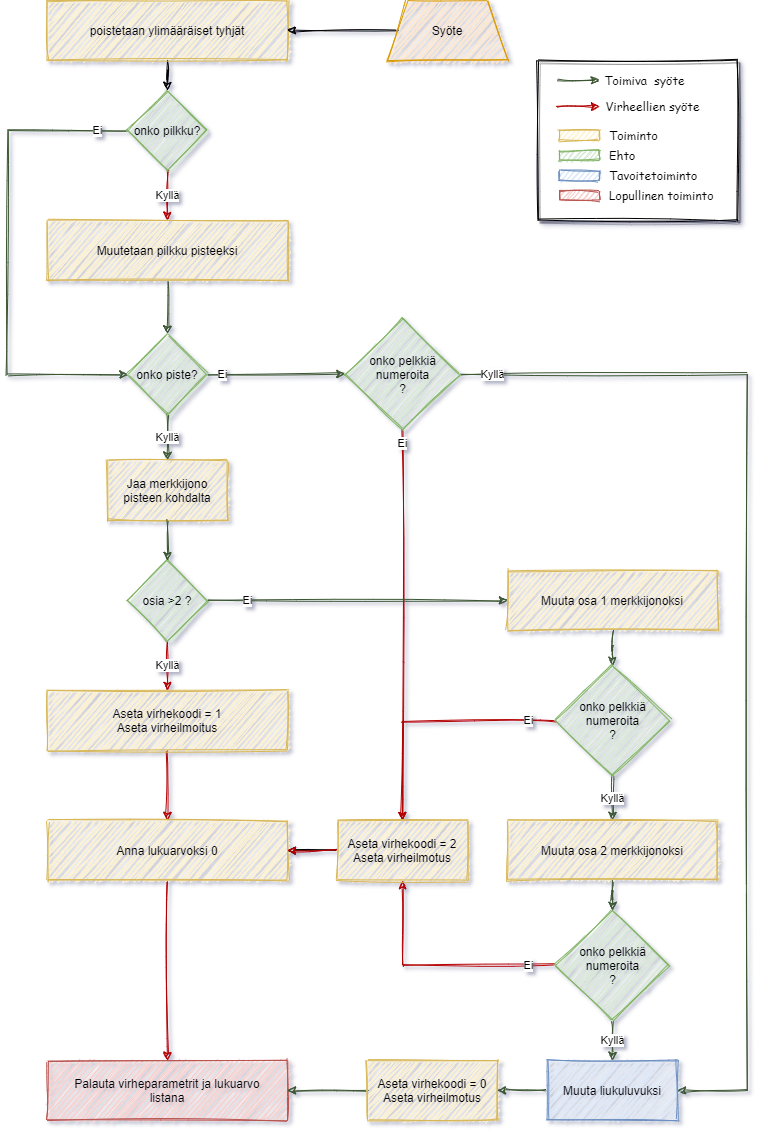 poistetaan ylimääräiset tyhjät
Syöte
Toimiva syöte
Virheellien syöte
Toiminto
Ehto
Tavoitetoiminto
Lopullinen toiminto
Ei
onko pilkku?
Kyllä
Muutetaan pilkku pisteeksi
onko piste?
Ei
onko pelkkiä
numeroita
?
Kyllä
Kyllä
Ei
Jaa merkkijono
pisteen kohdalta
osia >2 ?
Ei
Muuta osa 1 merkkijonoksi
Kyllä
Aseta virhekoodi = 1
Aseta virheilmoitus
Ei
onko pelkkiä
numeroita
?
Kyllä
Anna lukuarvoksi 0
Aseta virhekoodi = 2
Aseta virheilmotus
Muuta osa 2 merkkijonoksi
Ei
onko pelkkiä
numeroita
?
Kyllä
Palauta virheparametrit ja lukuarvo
listana
Aseta virhekoodi = 0
Aseta virheilmotus
Muuta liukuluvuksi